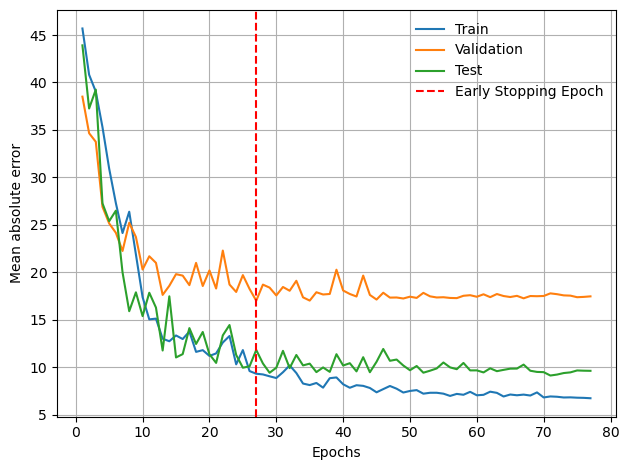 Train
Validation
Test
Early Stopping Epoch
45
40
35
30
25
20
15
10
5
Mean absolute error
0 10 20 30 40 50 60 70 80
Epochs